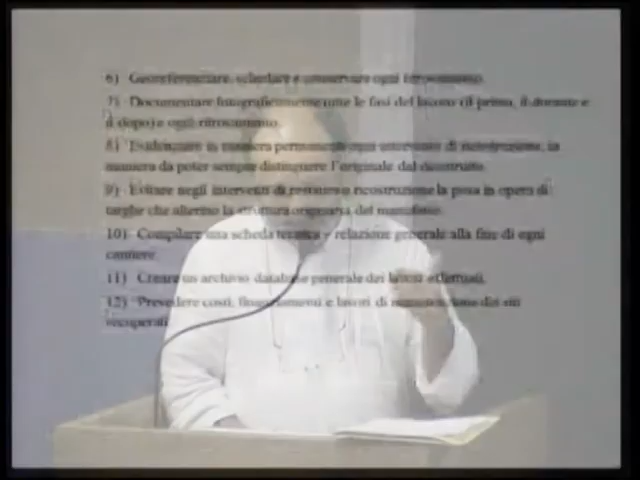 6) Georeferenziare, schedare e conservare ogni ritrovamento.
7) Documentare fotograficamente tutte le fasi del lavoro (il prima, il durante e
il dopo) e ogni ritrovamento.
8) Evidenziare in maniera permanente ogni intervento di ricostruzione, in
maniera da poter sempre distinguere l'originale dal ricostruito.
9) Evitare negli interventi di restauro o ricostruzione la posa in opera di
targhe che alterino la struttura originaria del manufatto.
10) Compilare una scheda tecnica e relazione generale alla fine di ogni
cantiere.
11) Creare un archivio database generale dei lavori effettuati.
12) Prevedere costi, finanziamenti e lavori di manutenzione dei siti
recuperati